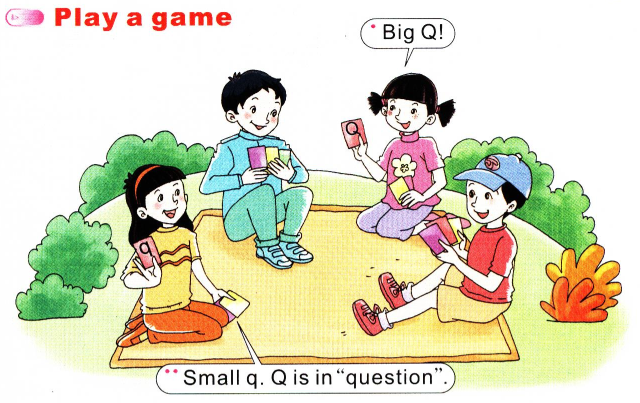 Play a game
Big Q!
Q
q
Small q. Q is in “question”.